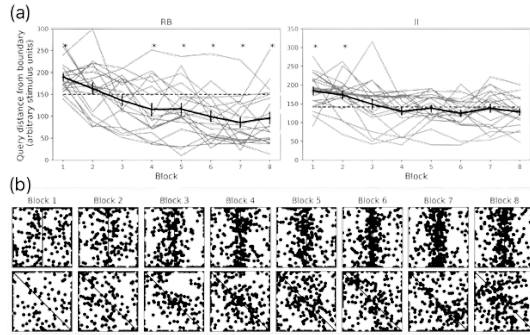 (a)
RB
II
Query distance from boundary
(arbitrary stimulus units)
300
250
200
150
100
50
0
* * * * * *
1 2 3 4 5 6 7 8
Block
350
300
250
200
150
100
50
0
* *
1 2 3 4 5 6 7 8
Block
(b)
Block 1 Block 2 Block 3 Block 4 Block 5 Block 6 Block 7 Block 8